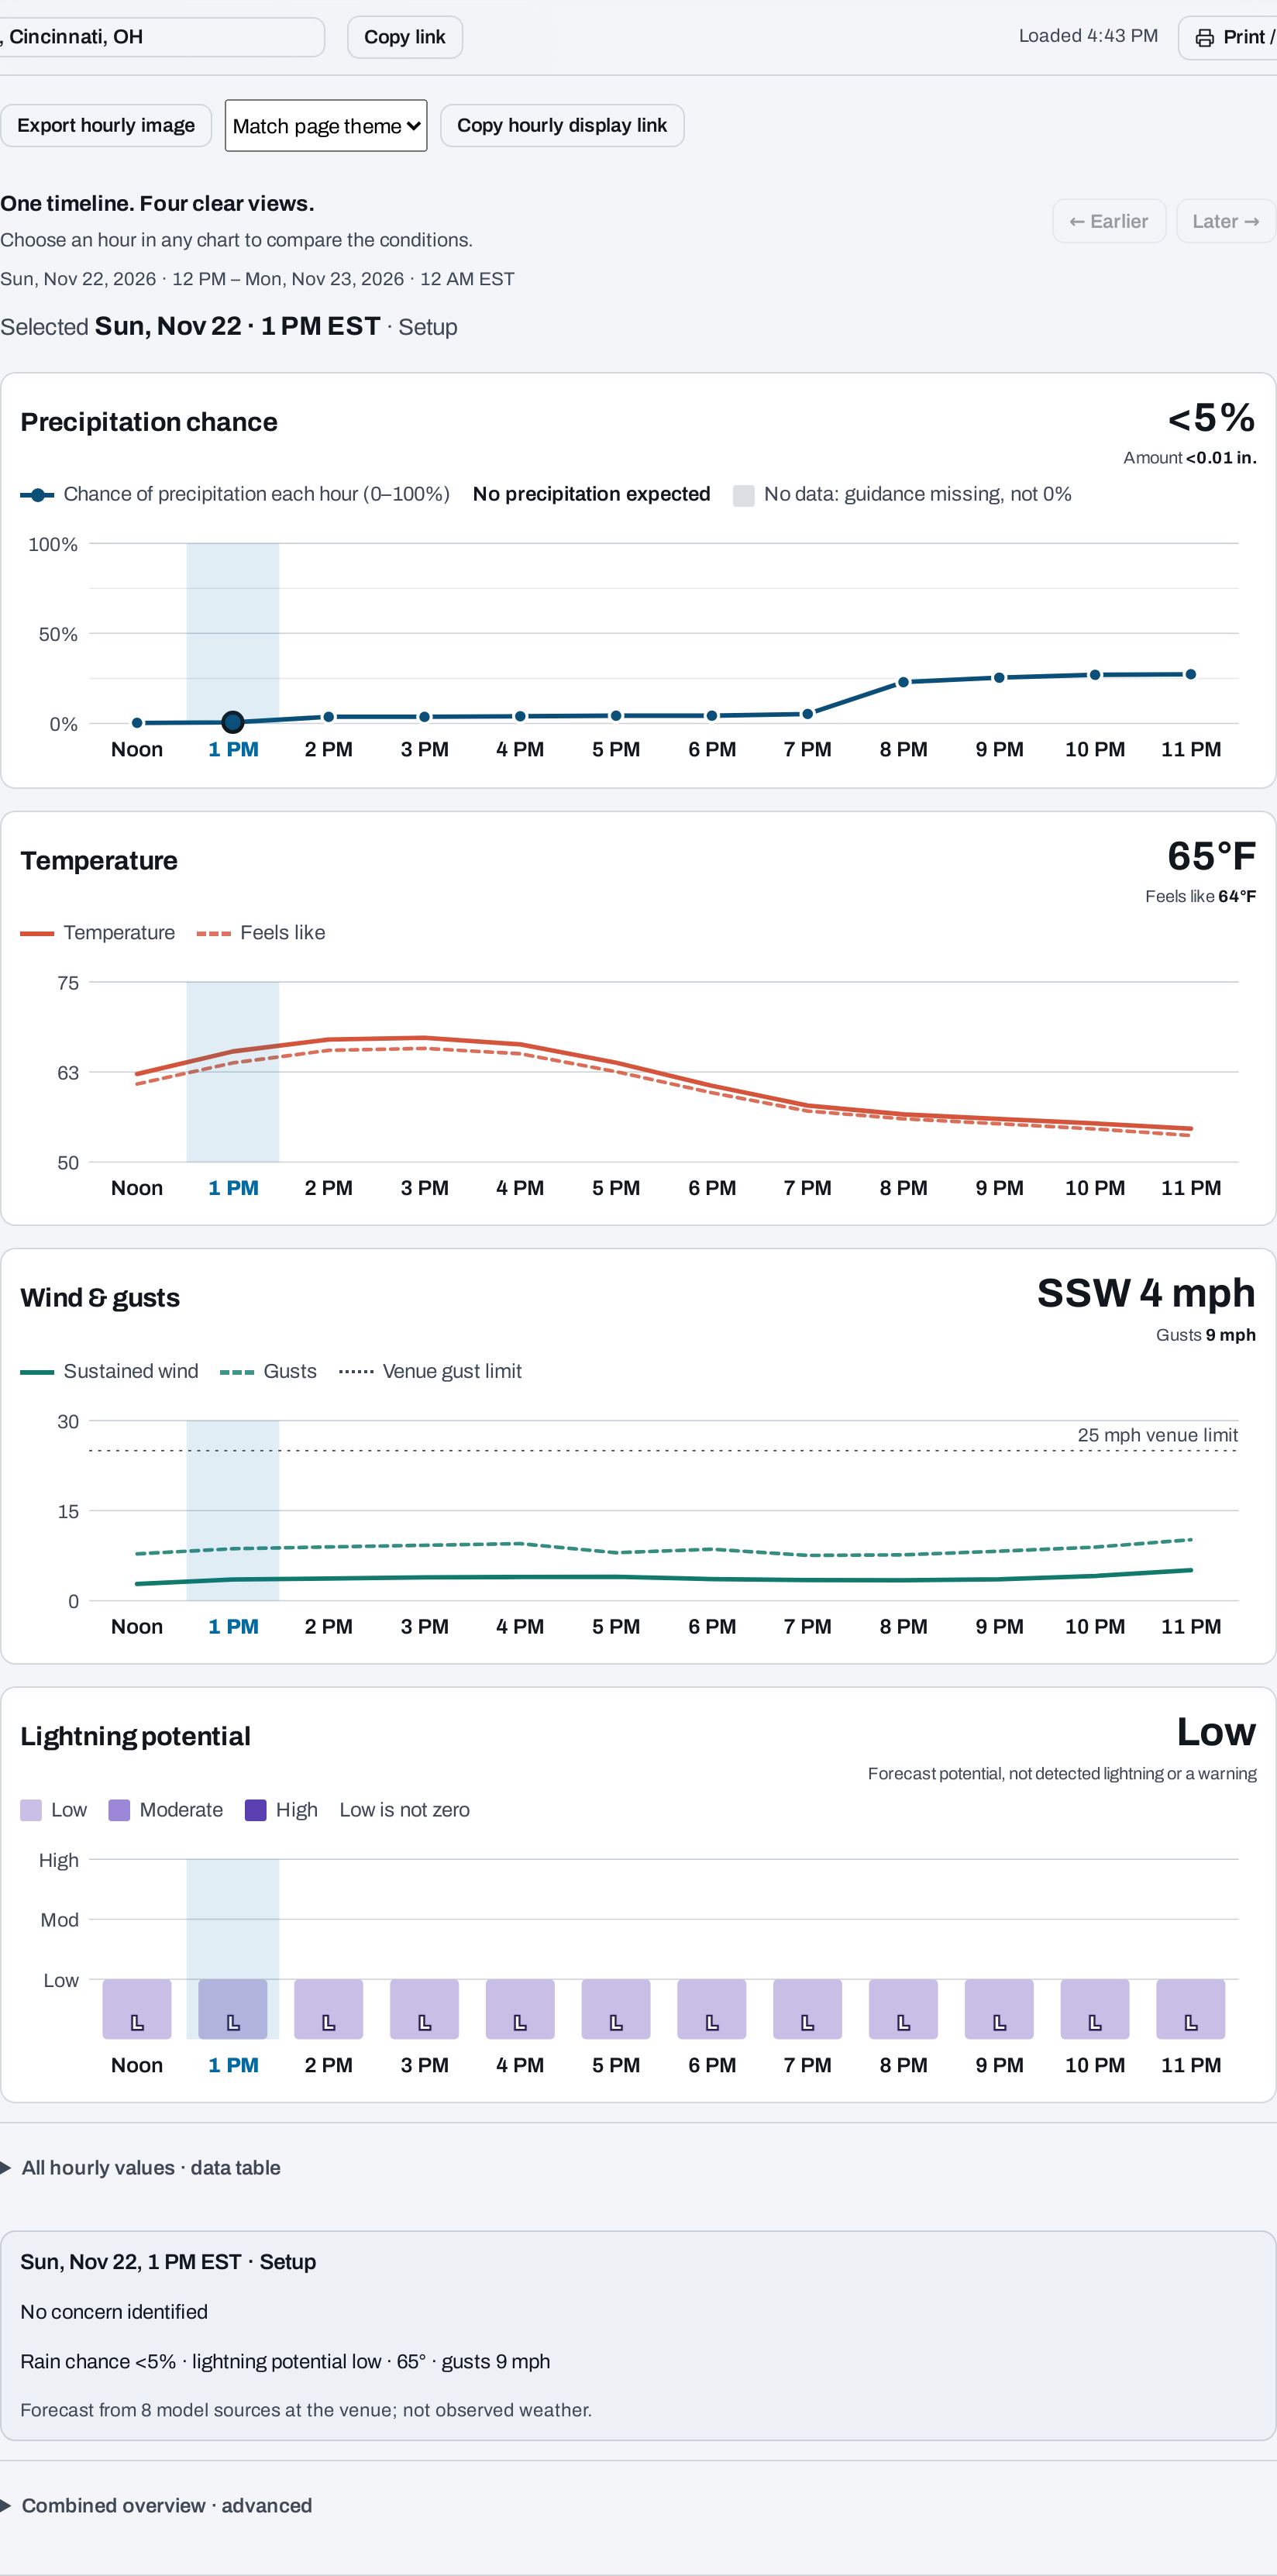 , Cincinnati, OH Copy link Loaded 4:43 PM Print /
Export hourly image Match page theme Copy hourly display link
One timeline. Four clear views.
← Earlier Later →
Choose an hour in any chart to compare the conditions.
Sun, Nov 22, 2026 · 12 PM – Mon, Nov 23, 2026 · 12 AM EST
Selected Sun, Nov 22 · 1 PM EST · Setup
Precipitation chance <5%
Amount <0.01 in.
Chance of precipitation each hour (0–100%) No precipitation expected No data: guidance missing, not 0%
100%
50%
0%
Noon 1 PM 2 PM 3 PM 4 PM 5 PM 6 PM 7 PM 8 PM 9 PM 10 PM 11 PM
Temperature 65°F
Feels like 64°F
Temperature Feels like
75
63
50
Noon 1 PM 2 PM 3 PM 4 PM 5 PM 6 PM 7 PM 8 PM 9 PM 10 PM 11 PM
Wind & gusts SSW 4 mph
Gusts 9 mph
Sustained wind Gusts Venue gust limit
30
25 mph venue limit
15
0
Noon 1 PM 2 PM 3 PM 4 PM 5 PM 6 PM 7 PM 8 PM 9 PM 10 PM 11 PM
Lightning potential Low
Forecast potential, not detected lightning or a warning
Low Moderate High Low is not zero
High
Mod
Low
L L L L L L L L L L L L
Noon 1 PM 2 PM 3 PM 4 PM 5 PM 6 PM 7 PM 8 PM 9 PM 10 PM 11 PM
All hourly values · data table
Sun, Nov 22, 1 PM EST · Setup
No concern identified
Rain chance <5% · lightning potential low · 65° · gusts 9 mph
Forecast from 8 model sources at the venue; not observed weather.
Combined overview · advanced